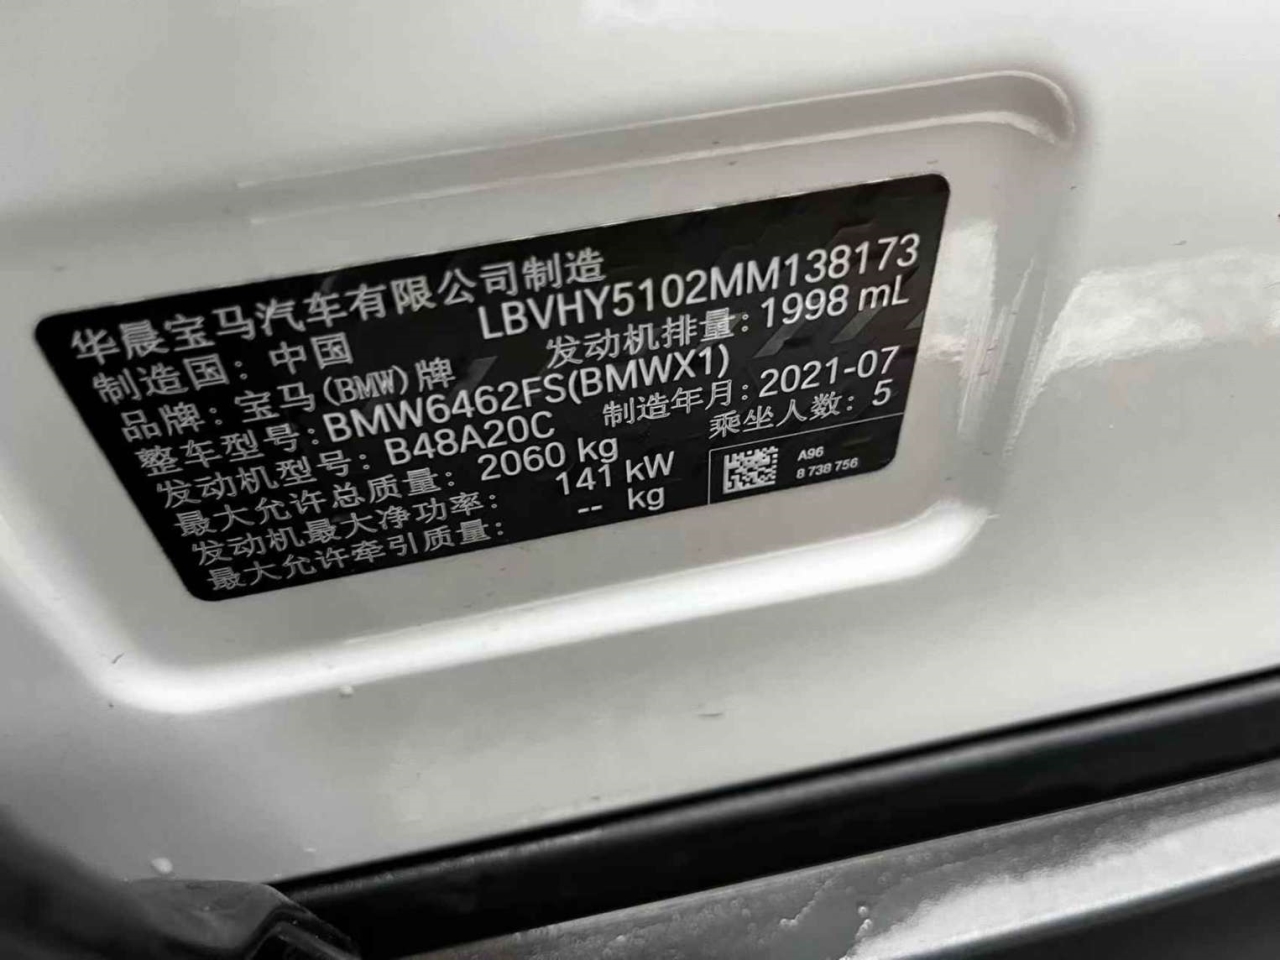 华晨宝马汽车有限公司制造
制造国：中国 LBVHY5102MM138173
品牌：宝马(BMW)牌 发动机排量：1998 mL
整车型号：BMW6462FS(BMWX1)
发动机型号：B48A20C 制造年月：2021-07
最大允许总质量：2060 kg 乘坐人数：5
发动机最大净功率：141 kW
最大允许牵引质量：-- kg
A96
8 738 756